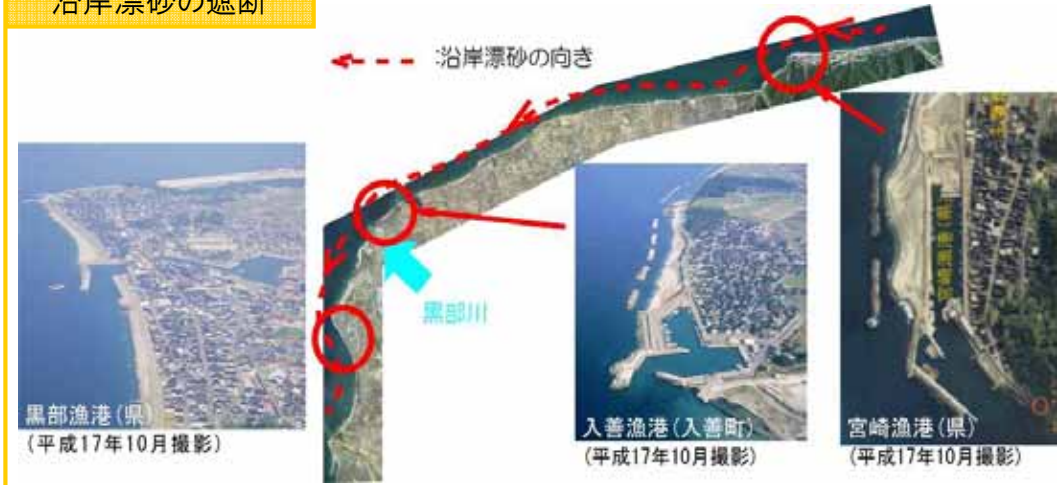 沿岸漂砂の遮断
:沿岸漂砂の向き
黒部川
黒部漁港(県)
(平成17年10月撮影)
入善漁港(入善町)
(平成17年10月撮影)
宮崎漁港(県)
(平成17年10月撮影)